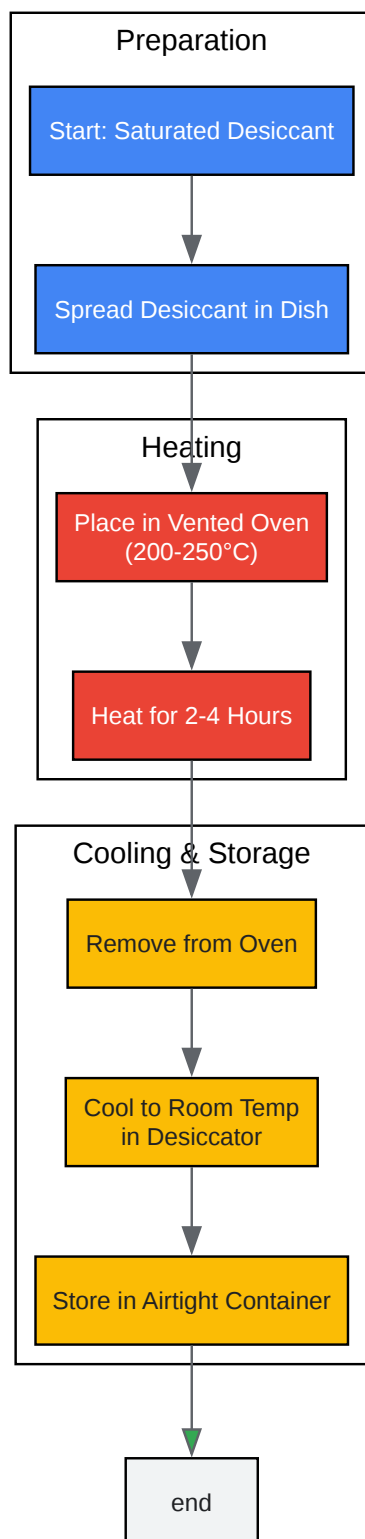 Preparation
Start: Saturated Desiccant
Spread Desiccant in Dish
Heating
Place in Vented Oven
(200-250°C)
Heat for 2-4 Hours
Cooling & Storage
Remove from Oven
Cool to Room Temp
in Desiccator
Store in Airtight Container
end